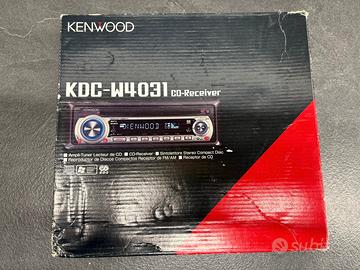 KENWOOD
KDC-W4031 CD-Receiver
KENWOOD
■ Ampli-Tuner Lecteur de CD ■ CD-Receiver ■ Sintolettore Stereo Compact Disc
■ Reproductor de Discos Compactos Receptor de FM/AM ■ Receptor de CD
Subito